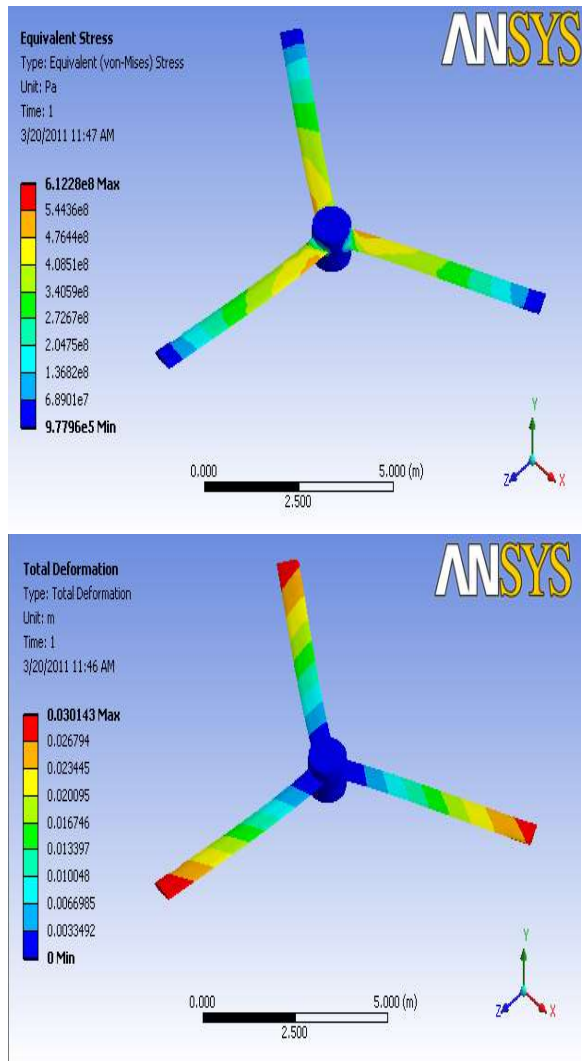 Equivalent Stress
Type: Equivalent (von-Mises) Stress
Unit: Pa
Time: 1
3/20/2011 11:47 AM
ANSYS
6.1228e8 Max
5.4436e8
4.7644e8
4.0851e8
3.4059e8
2.7267e8
2.0475e8
1.3682e8
6.8901e7
9.7796e5 Min
0.000 5.000 (m)
2.500
Y
Z X
Total Deformation
Type: Total Deformation
Unit: m
Time: 1
3/20/2011 11:46 AM
ANSYS
0.030143 Max
0.026794
0.023445
0.020095
0.016746
0.013397
0.010048
0.0066985
0.0033492
0 Min
0.000 5.000 (m)
2.500
Y
Z X